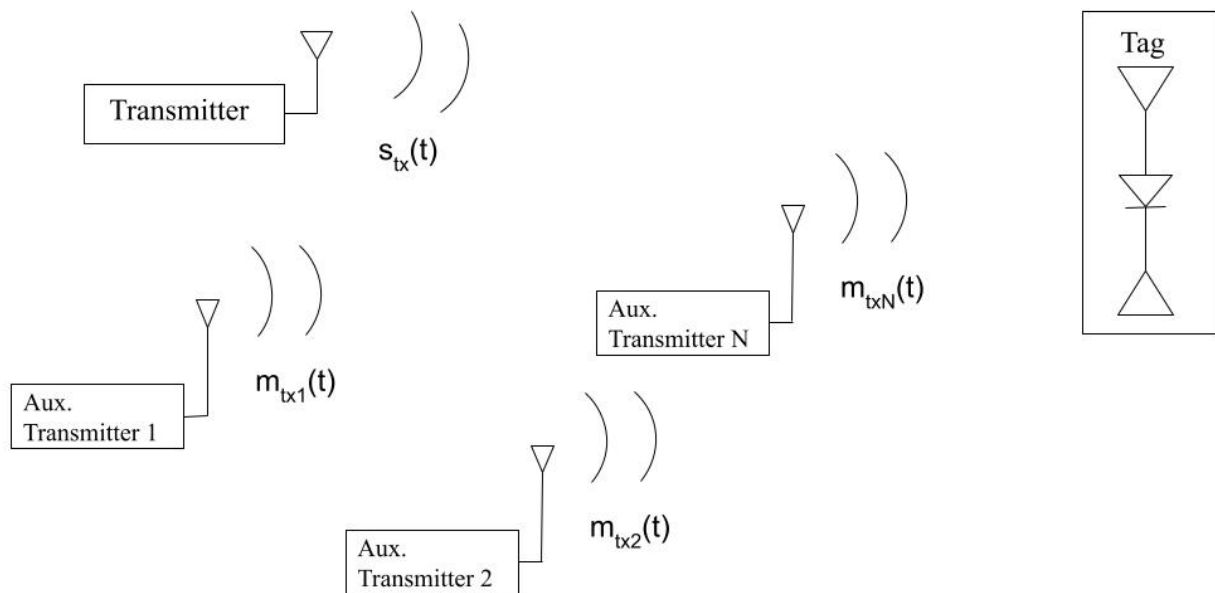 Tag
Transmitter
s_tx(t)
m_txN(t)
Aux.
Transmitter N
m_tx1(t)
Aux.
Transmitter 1
m_tx2(t)
Aux.
Transmitter 2